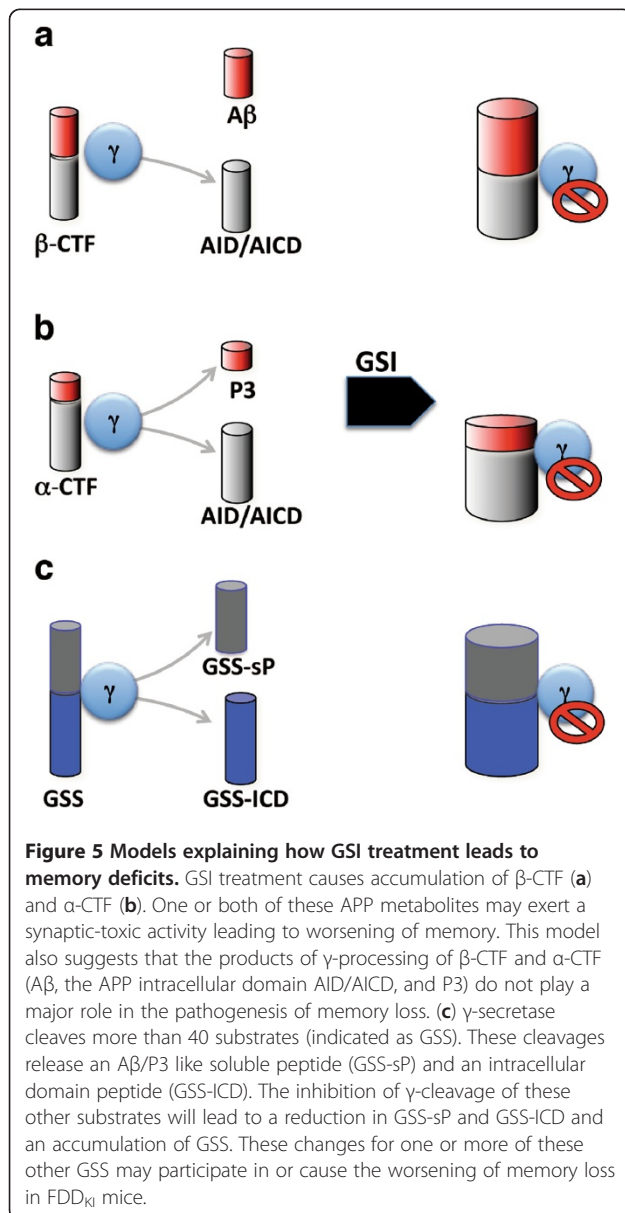 a
Aβ
γ
γ
β-CTF
AID/AICD
b
GSI
P3
γ
γ
α-CTF
AID/AICD
c
GSS-sP
γ
γ
GSS
GSS-ICD
Figure 5 Models explaining how GSI treatment leads to
memory deficits. GSI treatment causes accumulation of β-CTF (a)
and α-CTF (b). One or both of these APP metabolites may exert a
synaptic-toxic activity leading to worsening of memory. This model
also suggests that the products of γ-processing of β-CTF and α-CTF
(Aβ, the APP intracellular domain AID/AICD, and P3) do not play a
major role in the pathogenesis of memory loss. (c) γ-secretase
cleaves more than 40 substrates (indicated as GSS). These cleavages
release an Aβ/P3 like soluble peptide (GSS-sP) and an intracellular
domain peptide (GSS-ICD). The inhibition of γ-cleavage of these
other substrates will lead to a reduction in GSS-sP and GSS-ICD and
an accumulation of GSS. These changes for one or more of these
other GSS may participate in or cause the worsening of memory loss
in FDDKI mice.